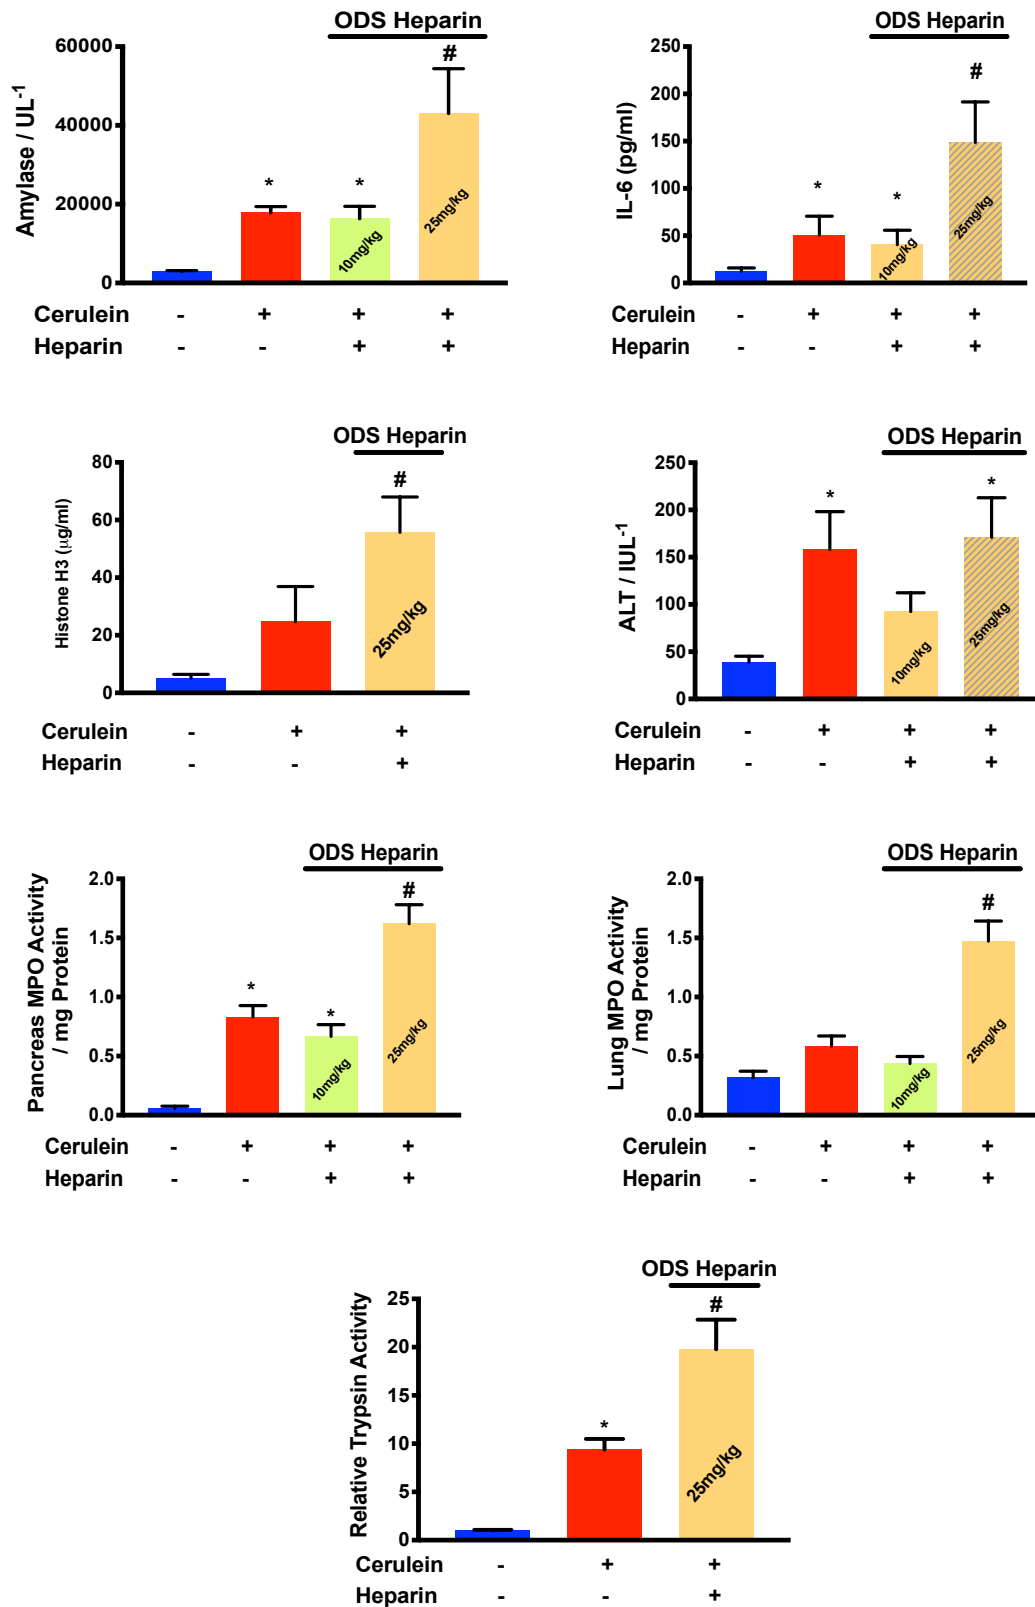 ODS Heparin
Amylase / UL⁻¹
60000
40000
20000
0
#
*
*
10mg/kg
25mg/kg
Cerulein - + + +
Heparin - - + +
ODS Heparin
IL-6 (pg/ml)
250
200
150
100
50
0
#
*
*
10mg/kg
25mg/kg
Cerulein - + + +
Heparin - - + +
ODS Heparin
Histone H3 (µg/ml)
80
60
40
20
0
#
25mg/kg
Cerulein - + +
Heparin - - +
ODS Heparin
ALT / IUL⁻¹
250
200
150
100
50
0
*
*
10mg/kg
25mg/kg
Cerulein - + + +
Heparin - - + +
ODS Heparin
Pancreas MPO Activity
/ mg Protein
2.0
1.5
1.0
0.5
0.0
#
*
*
10mg/kg
25mg/kg
Cerulein - + + +
Heparin - - + +
ODS Heparin
Lung MPO Activity
/ mg Protein
2.0
1.5
1.0
0.5
0.0
#
10mg/kg
25mg/kg
Cerulein - + + +
Heparin - - + +
ODS Heparin
Relative Trypsin Activity
25
20
15
10
5
0
#
*
25mg/kg
Cerulein - + +
Heparin - - +